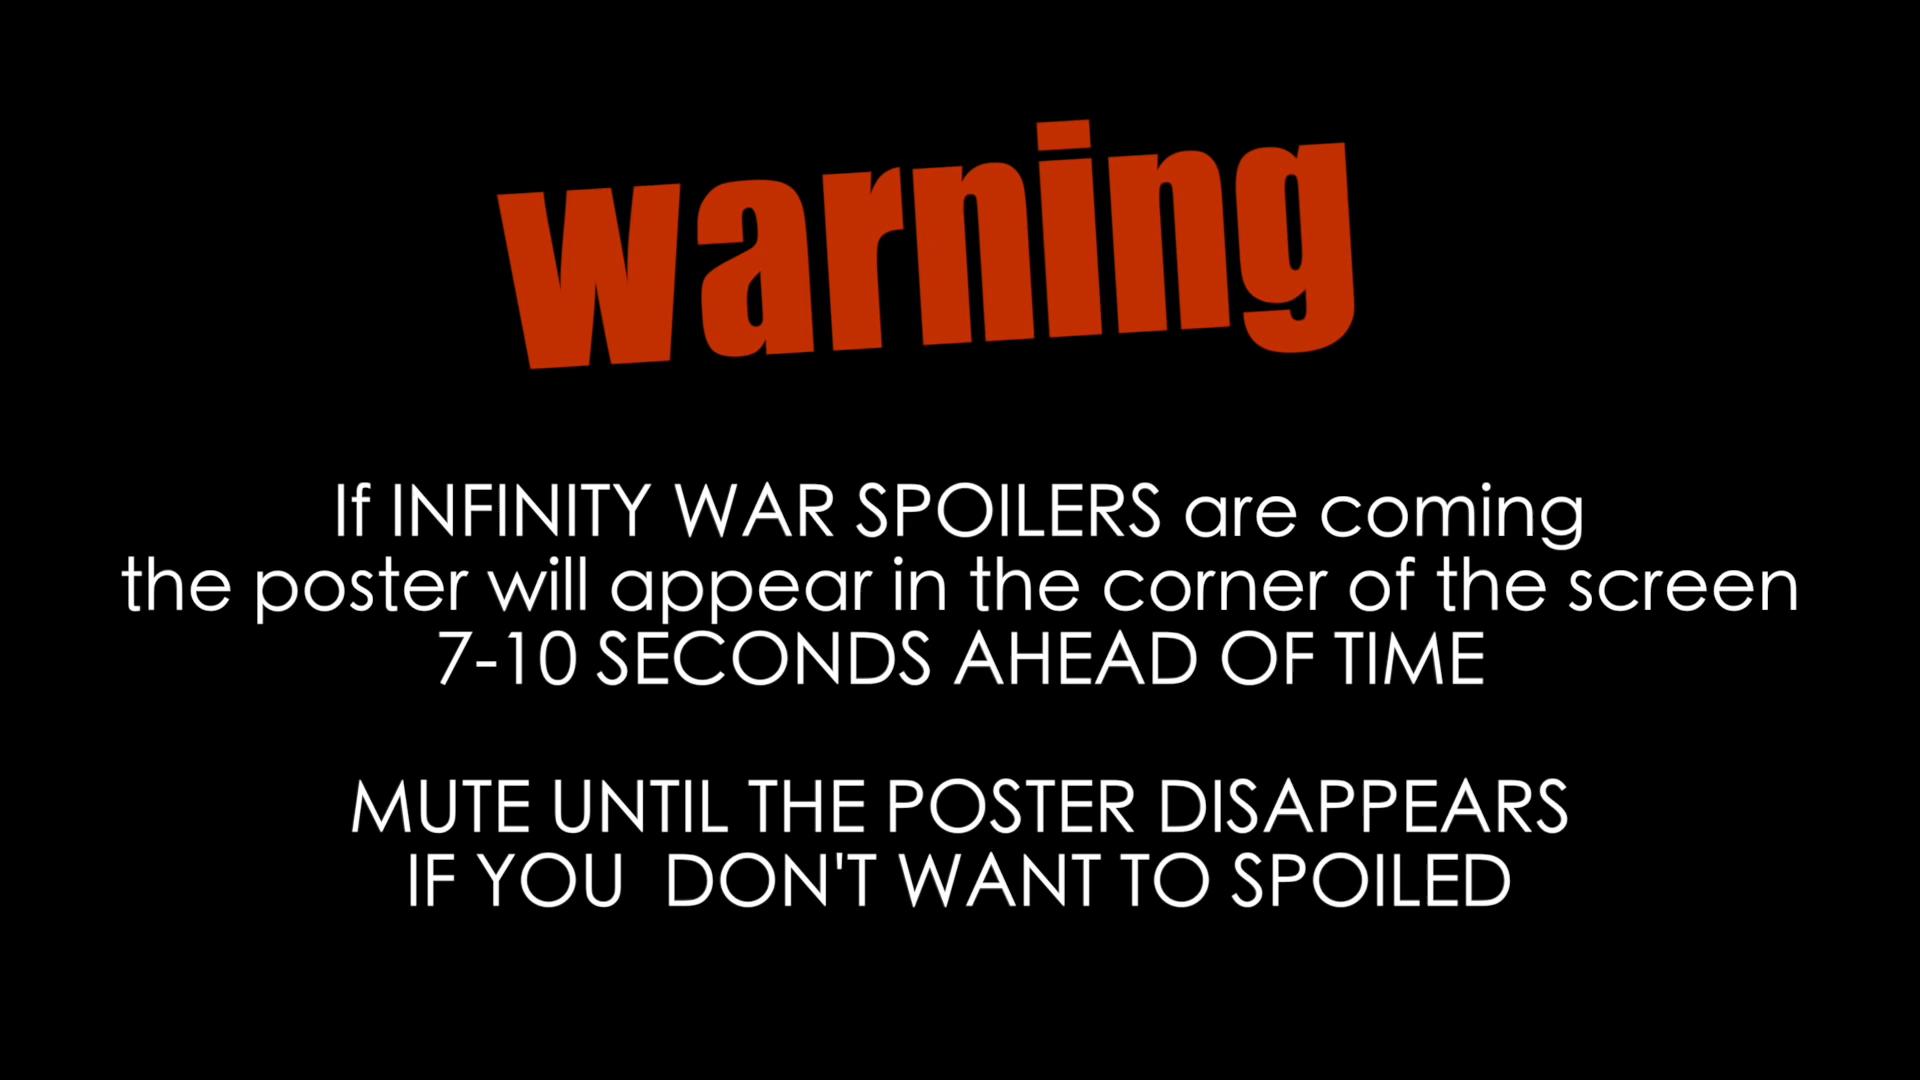 warning
If INFINITY WAR SPOILERS are coming
the poster will appear in the corner of the screen
7-10 SECONDS AHEAD OF TIME
MUTE UNTIL THE POSTER DISAPPEARS
IF YOU  DON'T WANT TO SPOILED